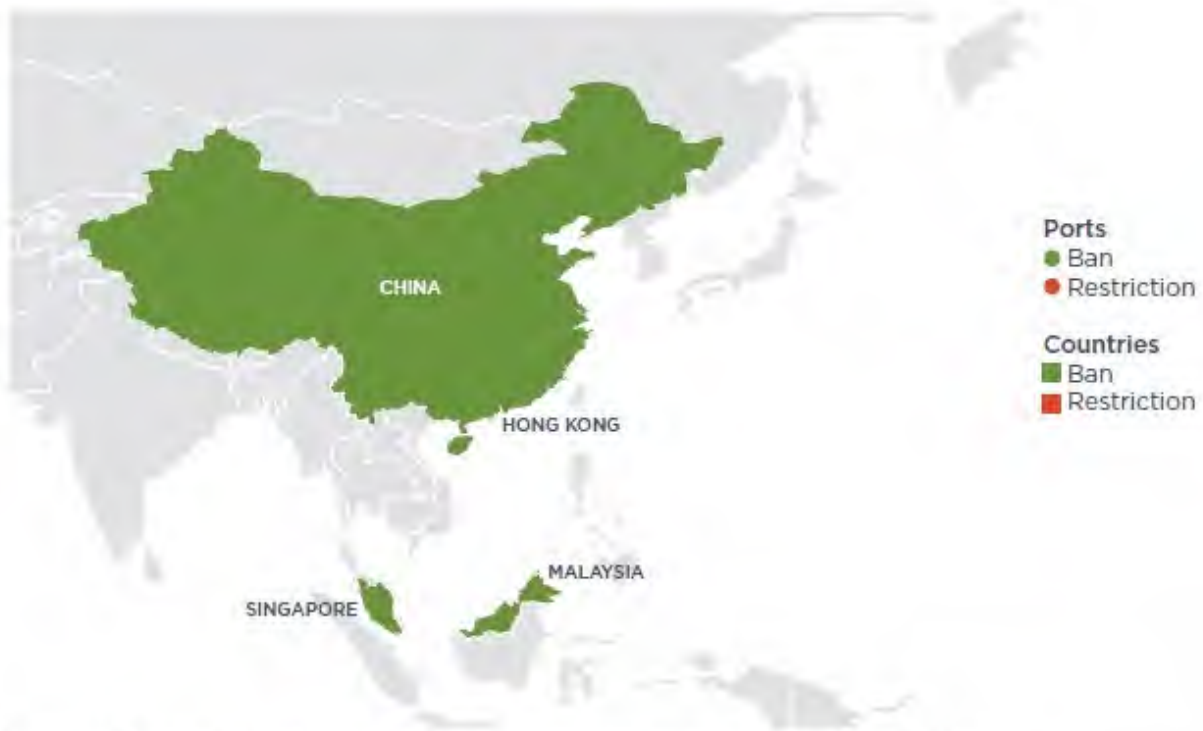 CHINA
HONG KONG
MALAYSIA
SINGAPORE
Ports
Ban
Restriction
Countries
Ban
Restriction